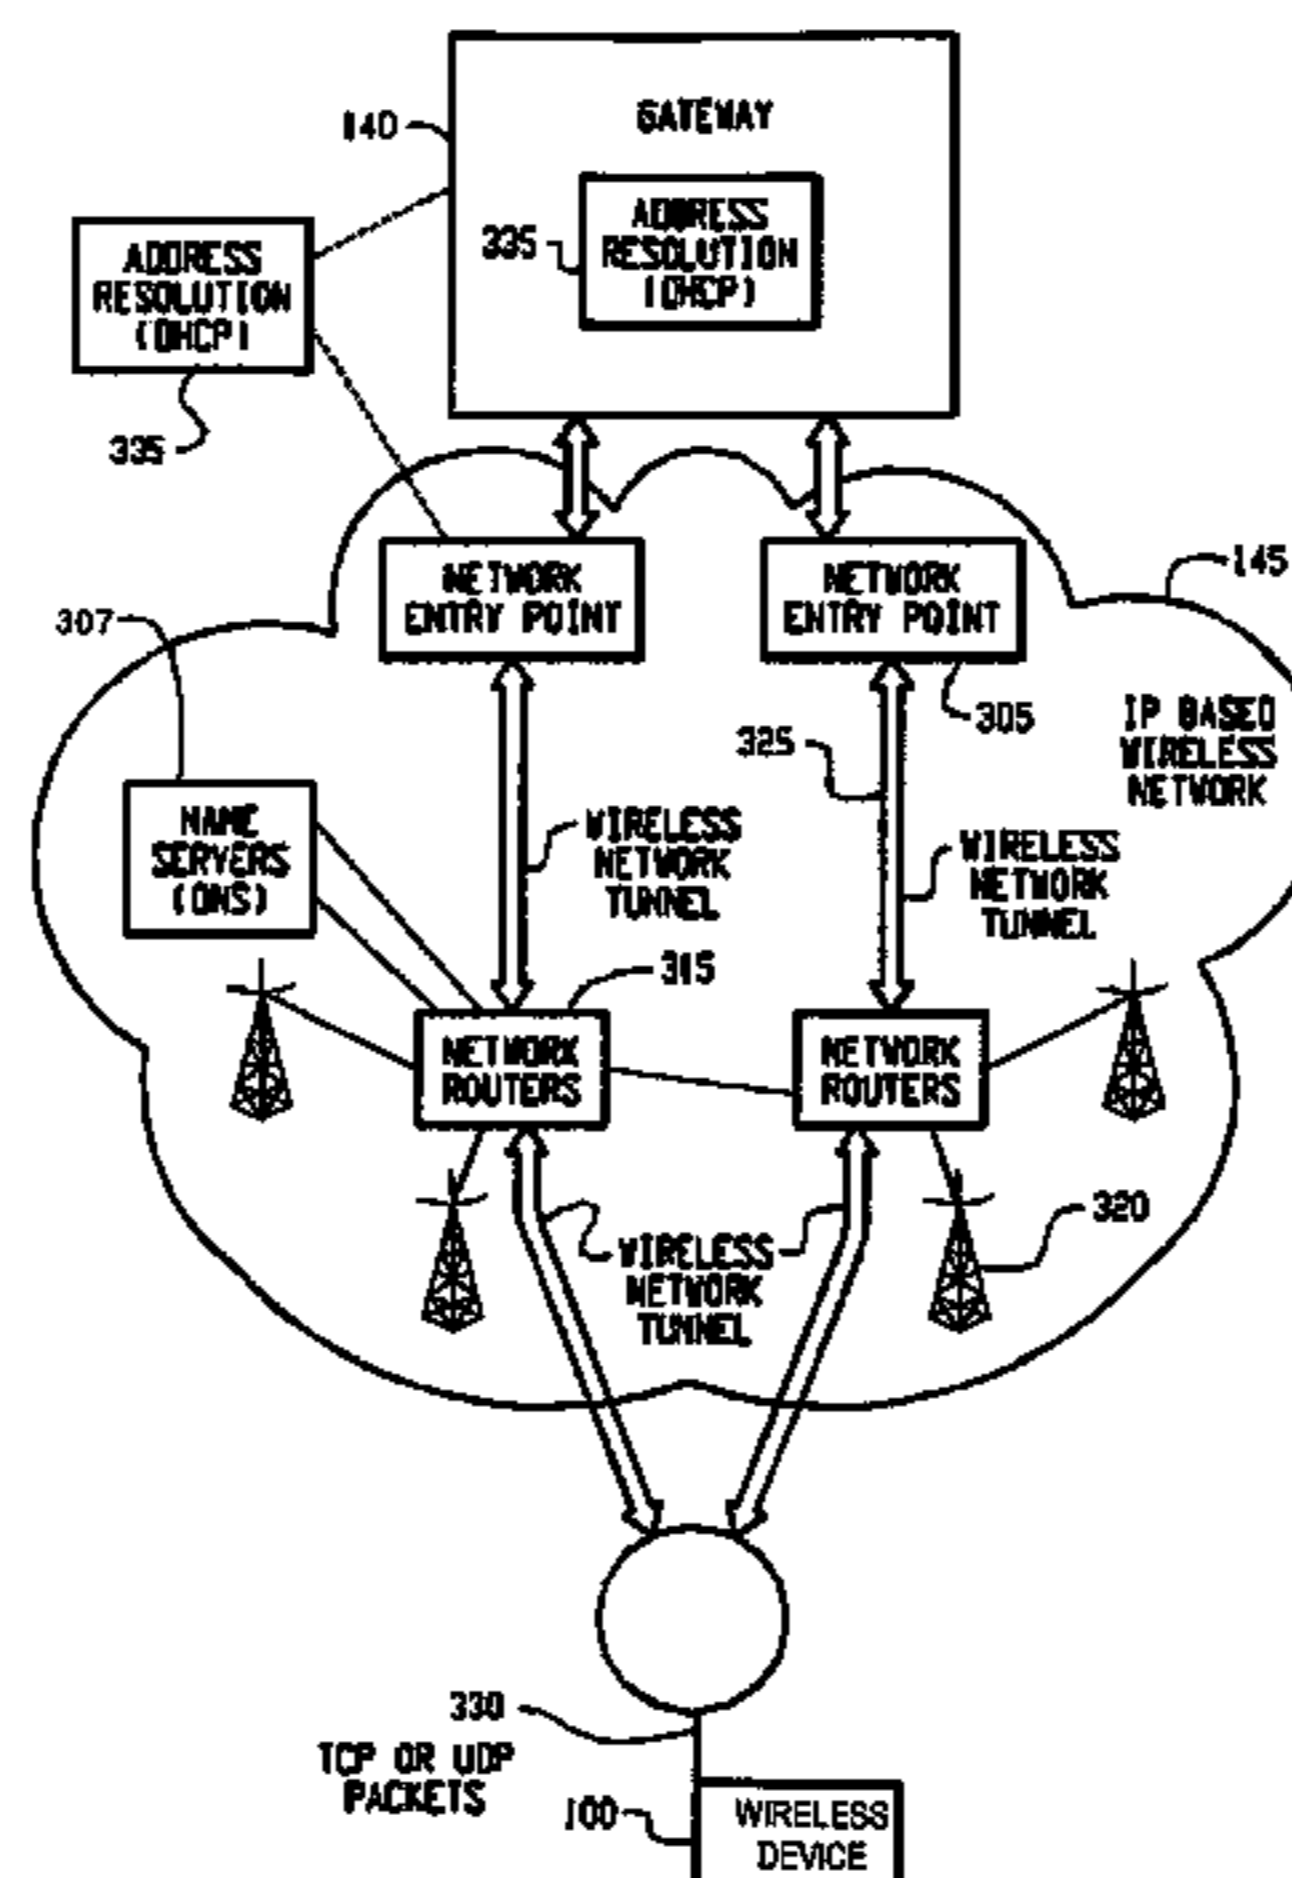 GATEWAY
140
ADDRESS
RESOLUTION
(DHCP)
335
ADDRESS
RESOLUTION
(DHCP)
335
NETWORK
ENTRY POINT
NETWORK
ENTRY POINT
145
307
305
IP BASED
WIRELESS
NETWORK
325
NAME
SERVERS
(DNS)
WIRELESS
NETWORK
TUNNEL
WIRELESS
NETWORK
TUNNEL
315
NETWORK
ROUTERS
NETWORK
ROUTERS
320
WIRELESS
NETWORK
TUNNEL
330
TCP OR UDP
PACKETS
100
WIRELESS
DEVICE